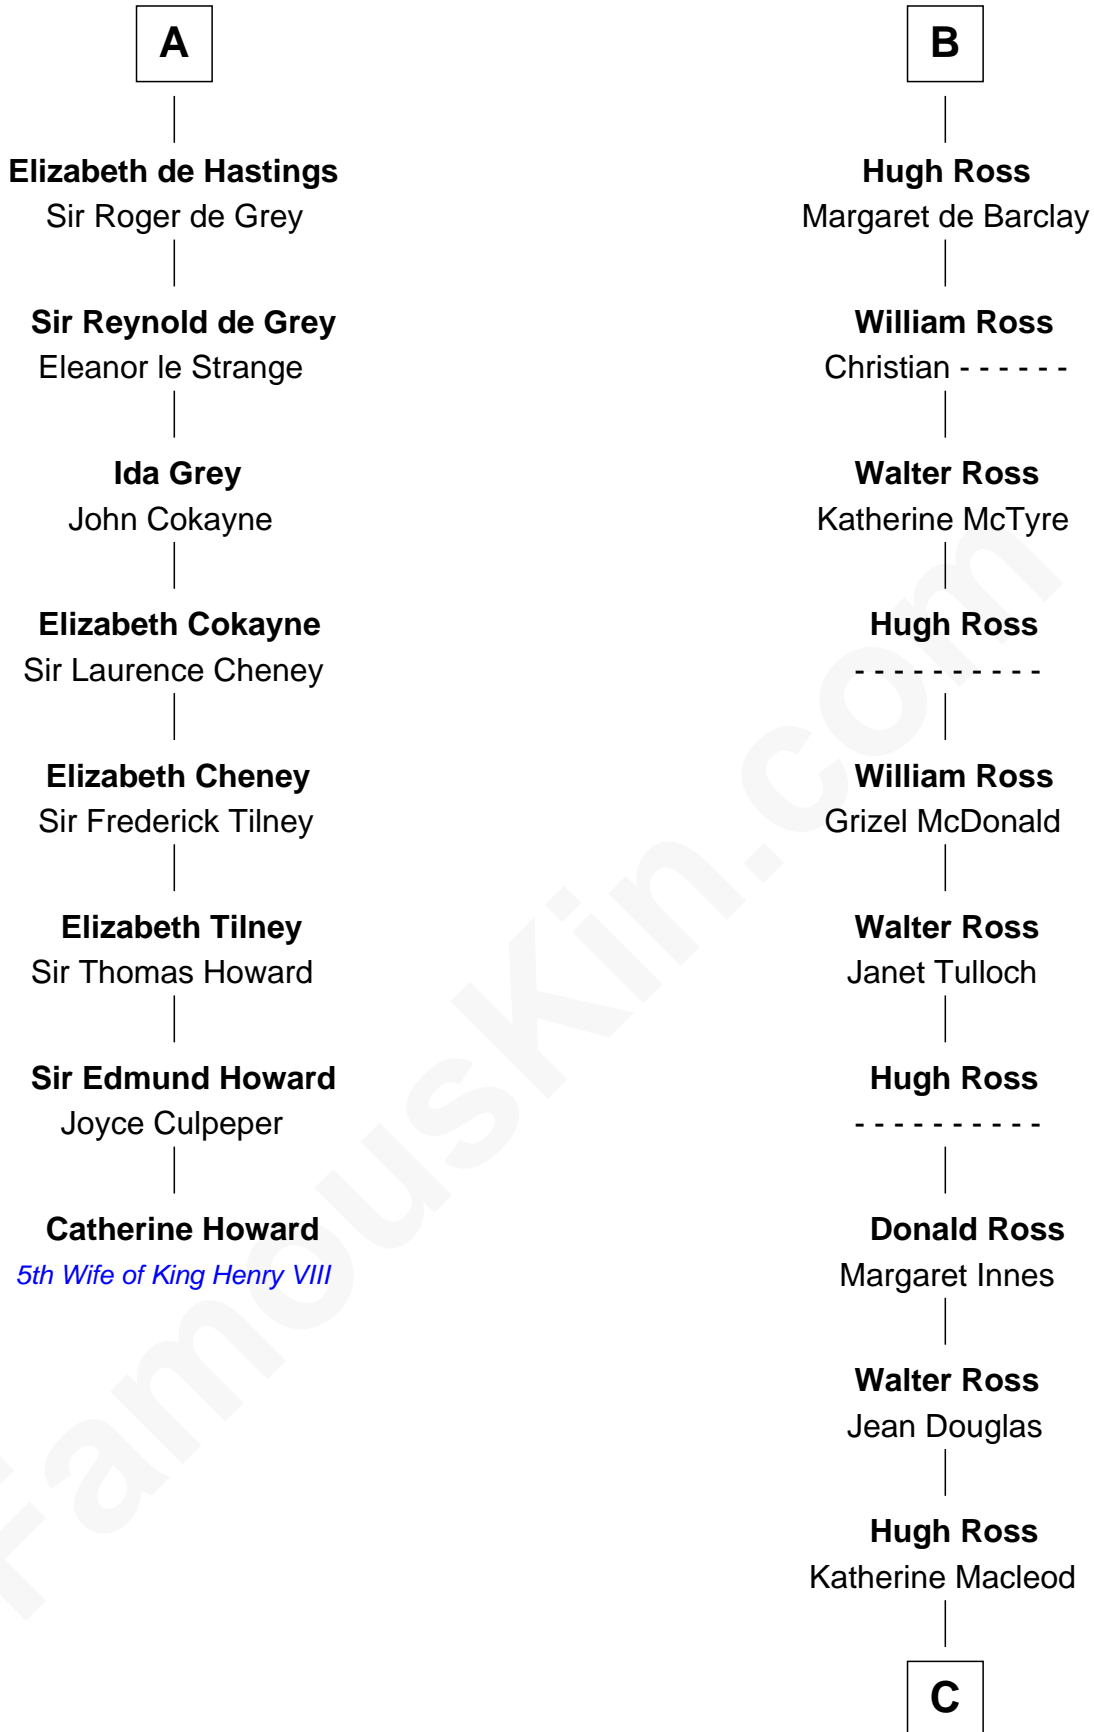 A
Elizabeth de Hastings
Sir Roger de Grey
Sir Reynold de Grey
Eleanor le Strange
Ida Grey
John Cokayne
Elizabeth Cokayne
Sir Laurence Cheney
Elizabeth Cheney
Sir Frederick Tilney
Elizabeth Tilney
Sir Thomas Howard
Sir Edmund Howard
Joyce Culpeper
Catherine Howard
5th Wife of King Henry VIII
B
Hugh Ross
Margaret de Barclay
William Ross
Christian - - - - - -
Walter Ross
Katherine McTyre
Hugh Ross
- - - - - - - - - -
William Ross
Grizel McDonald
Walter Ross
Janet Tulloch
Hugh Ross
- - - - - - - - - -
Donald Ross
Margaret Innes
Walter Ross
Jean Douglas
Hugh Ross
Katherine Macleod
C
FamousKin.com